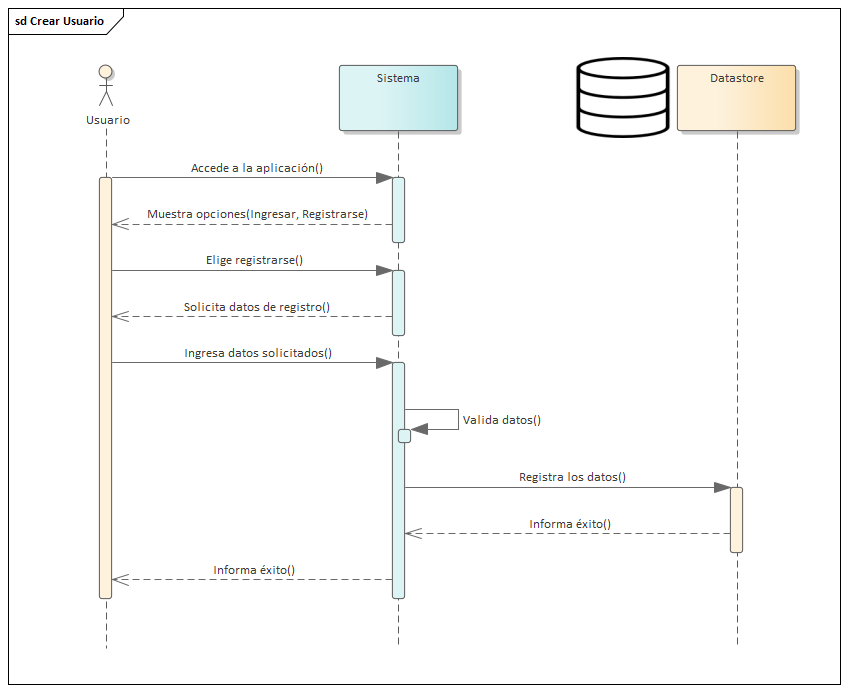 sd Crear Usuario
Usuario
Sistema
Datastore
Accede a la aplicación()
Muestra opciones(Ingresar, Registrarse)
Elige registrarse()
Solicita datos de registro()
Ingresa datos solicitados()
Valida datos()
Registra los datos()
Informa éxito()
Informa éxito()